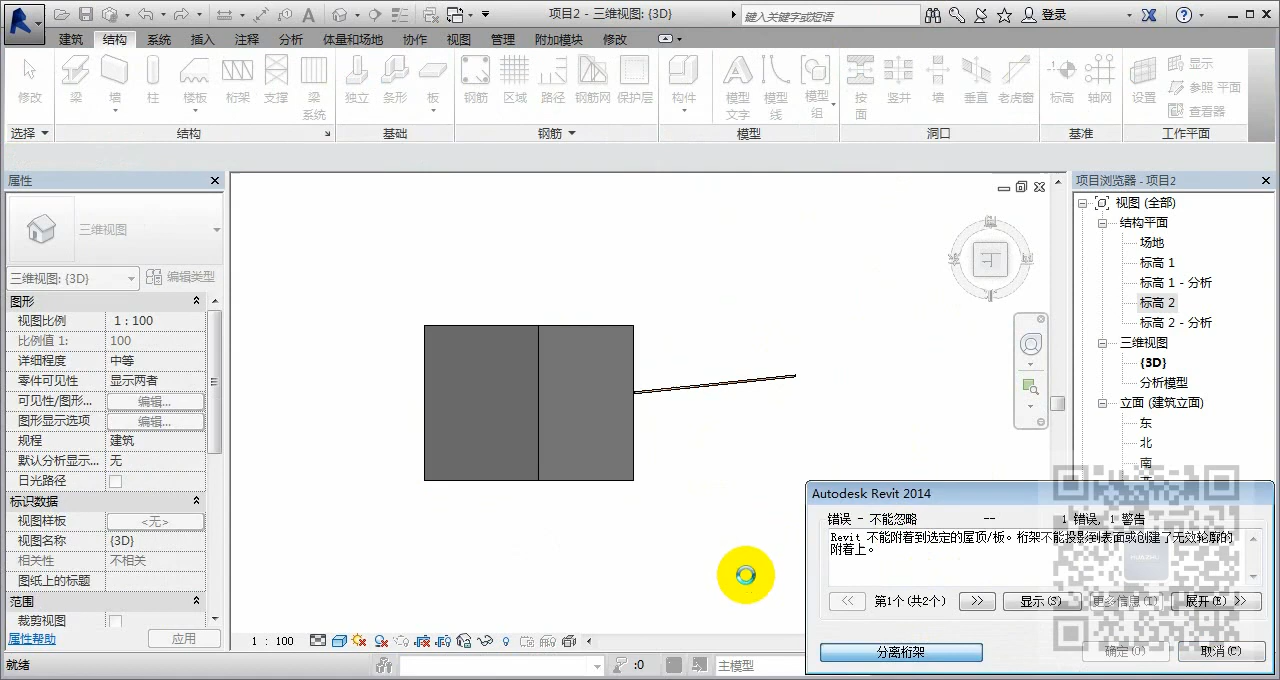 项目2 - 三维视图: {3D}
键入关键字或短语
登录
建筑 结构 系统 插入 注释 分析 体量和场地 协作 视图 管理 附加模块 修改
修改 梁 墙 柱 楼板 桁架 支撑 梁 系统 独立 条形 板 钢筋 区域 路径 钢筋网 保护层 构件 模型 文字 模型 线 模型 组 按 面 竖井 墙 垂直 老虎窗 标高 轴网 设置 显示 参照 平面 查看器
选择 结构 基础 钢筋 模型 洞口 基准 工作平面
属性
三维视图
三维视图: {3D} 编辑类型
图形
视图比例 1 : 100
比例值 1: 100
详细程度 中等
零件可见性 显示两者
可见性/图形... 编辑...
图形显示选项 编辑...
规程 建筑
默认分析显示... 无
日光路径
标识数据
视图样板 <无>
视图名称 {3D}
相关性 不相关
图纸上的标题
范围
裁剪视图
属性帮助 应用
就绪
上
1 : 100
:0
主模型
项目浏览器 - 项目2
视图 (全部)
结构平面
场地
标高 1
标高 1 - 分析
标高 2
标高 2 - 分析
三维视图
{3D}
分析模型
立面 (建筑立面)
东
北
南
Autodesk Revit 2014
错误 - 不能忽略 -- 1 错误, 1 警告
Revit 不能附着到选定的屋顶/板。桁架不能投影到表面或创建了无效轮廓的
附着上。
<< 第1个(共2个) >> 显示(S) 更多信息(I) 展开(E) >>
分离桁架 确定(O) 取消(C)